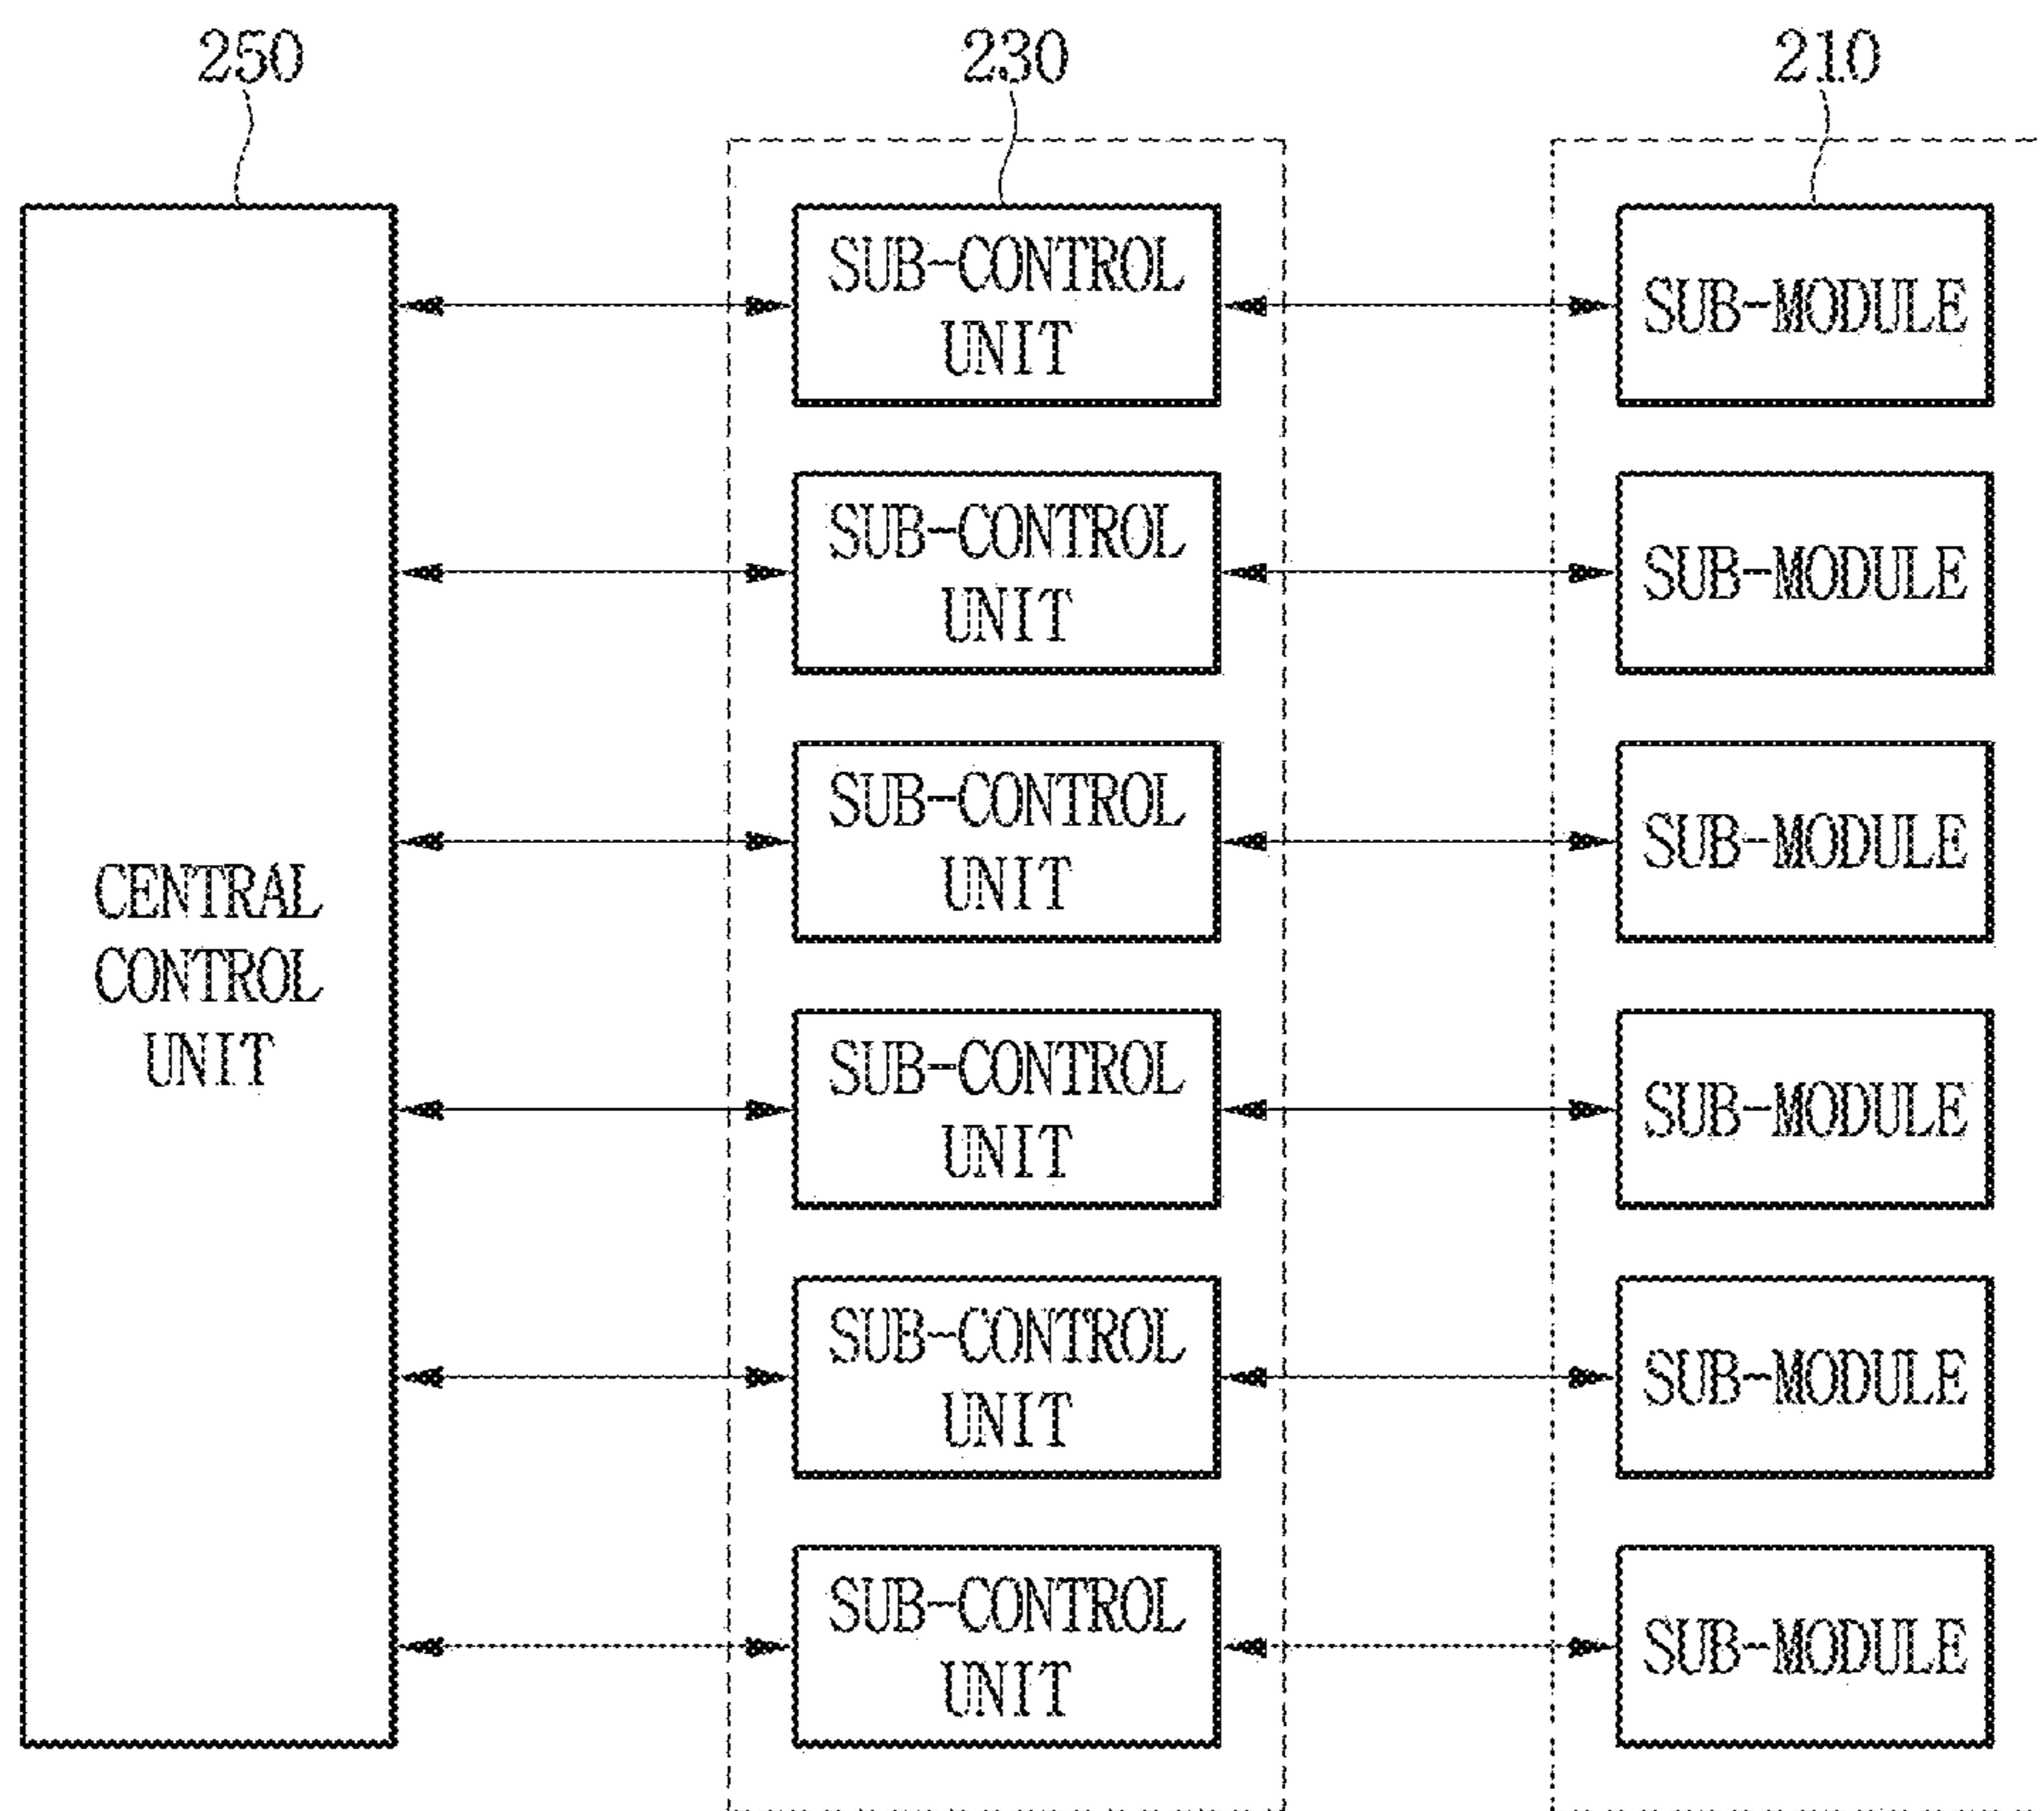 250
230
210
SUB-CONTROL
UNIT
SUB-MODULE
SUB-CONTROL
UNIT
SUB-MODULE
SUB-CONTROL
UNIT
SUB-MODULE
CENTRAL
CONTROL
UNIT
SUB-CONTROL
UNIT
SUB-MODULE
SUB-CONTROL
UNIT
SUB-MODULE
SUB-CONTROL
UNIT
SUB-MODULE